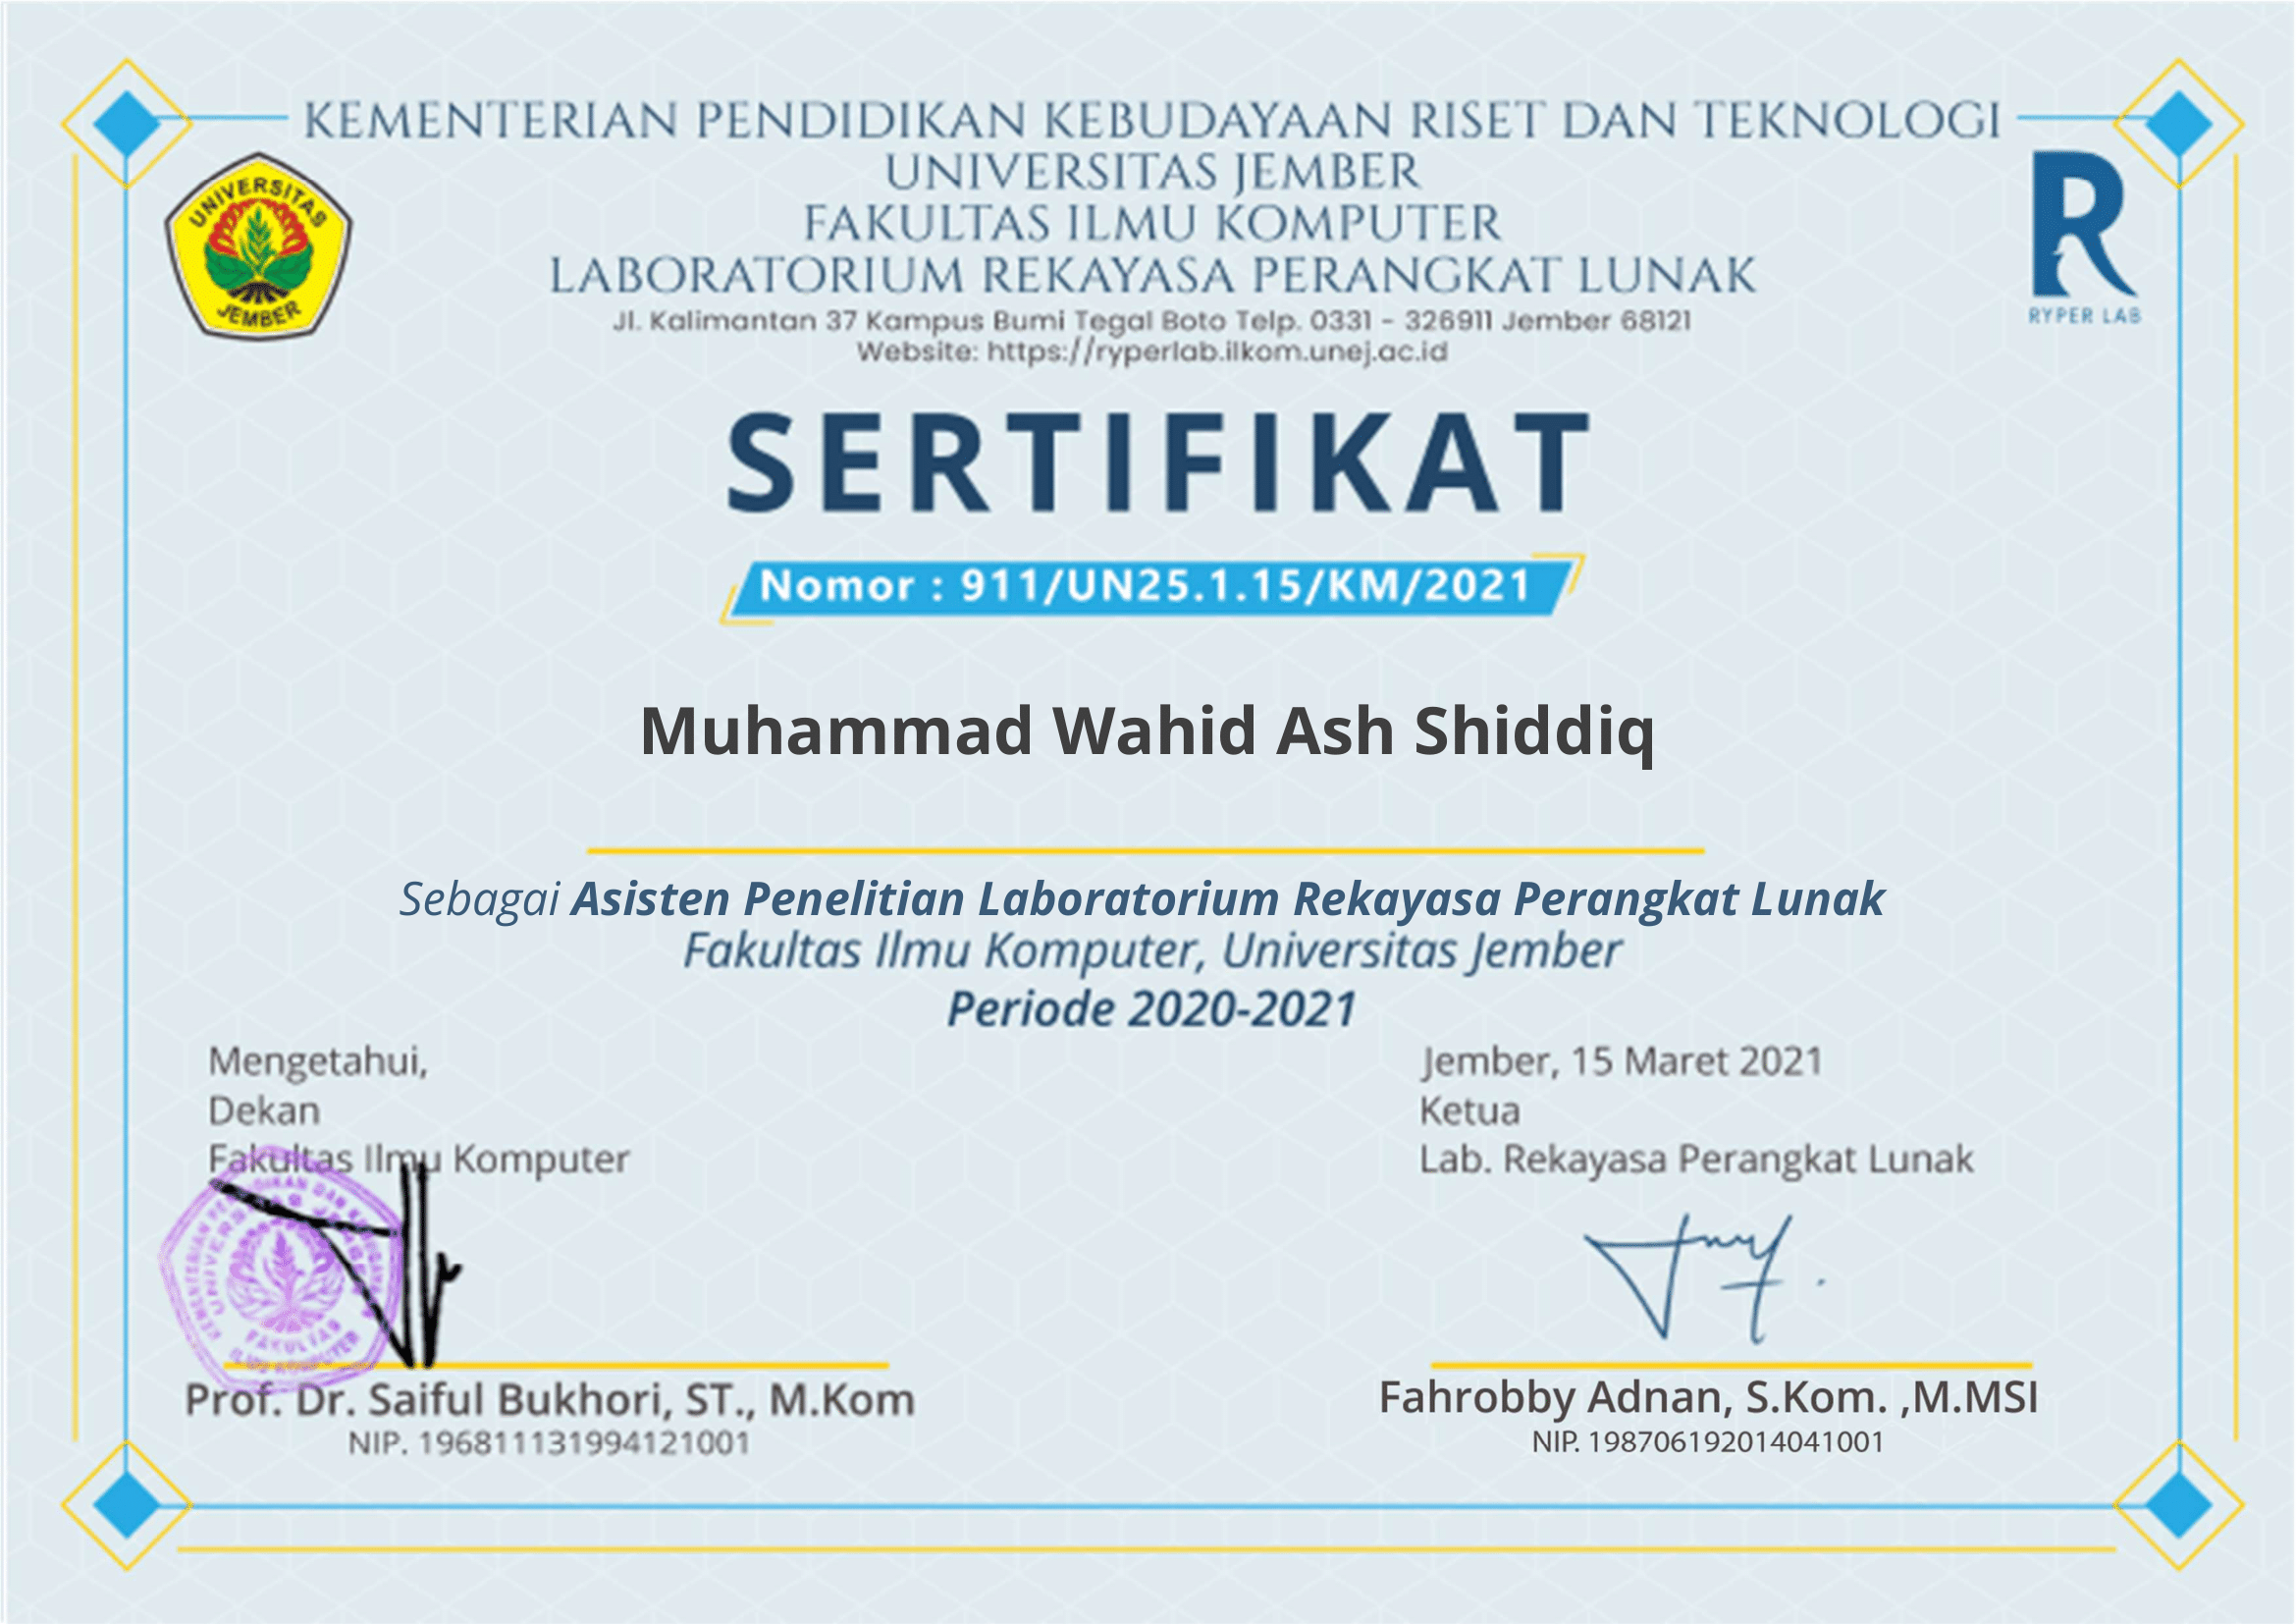 KEMENTERIAN PENDIDIKAN KEBUDAYAAN RISET DAN TEKNOLOGI
UNIVERSITAS JEMBER
FAKULTAS ILMU KOMPUTER
LABORATORIUM REKAYASA PERANGKAT LUNAK
Jl. Kalimantan 37 Kampus Bumi Tegal Boto Telp. 0331 - 326911 Jember 68121
Website: https://ryperlab.ilkom.unej.ac.id
UNIVERSITAS
JEMBER
RYPER LAB
SERTIFIKAT
Nomor : 911/UN25.1.15/KM/2021
Muhammad Wahid Ash Shiddiq
Sebagai Asisten Penelitian Laboratorium Rekayasa Perangkat Lunak
Fakultas Ilmu Komputer, Universitas Jember
Periode 2020-2021
Mengetahui,
Dekan
Fakultas Ilmu Komputer
Prof. Dr. Saiful Bukhori, ST., M.Kom
NIP. 196811131994121001
Jember, 15 Maret 2021
Ketua
Lab. Rekayasa Perangkat Lunak
Fahrobby Adnan, S.Kom. ,M.MSI
NIP. 198706192014041001
FAKULTAS
ILMU KOMPUTER